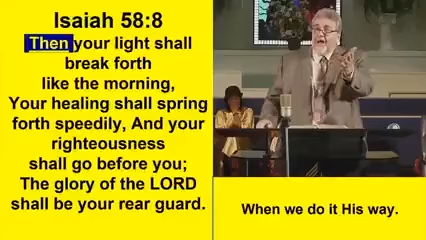 Isaiah 58:8
Then your light shall
break forth
like the morning,
Your healing shall spring
forth speedily, And your
righteousness
shall go before you;
The glory of the LORD
shall be your rear guard.
When we do it His way.